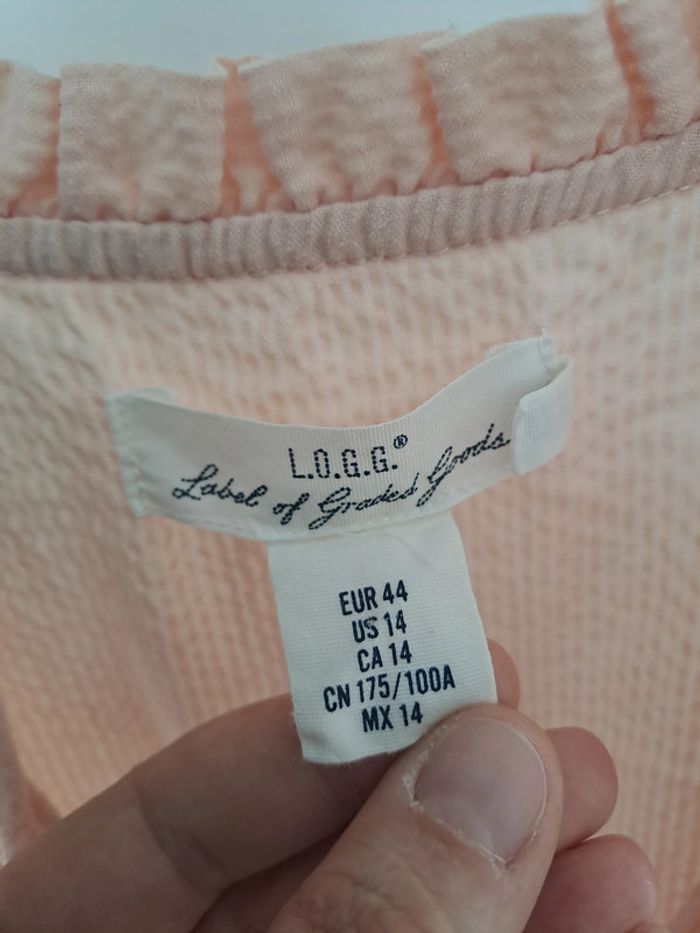 L.O.G.G.®
Label of Graded Goods
EUR 44
US 14
CA 14
CN 175/100A
MX 14